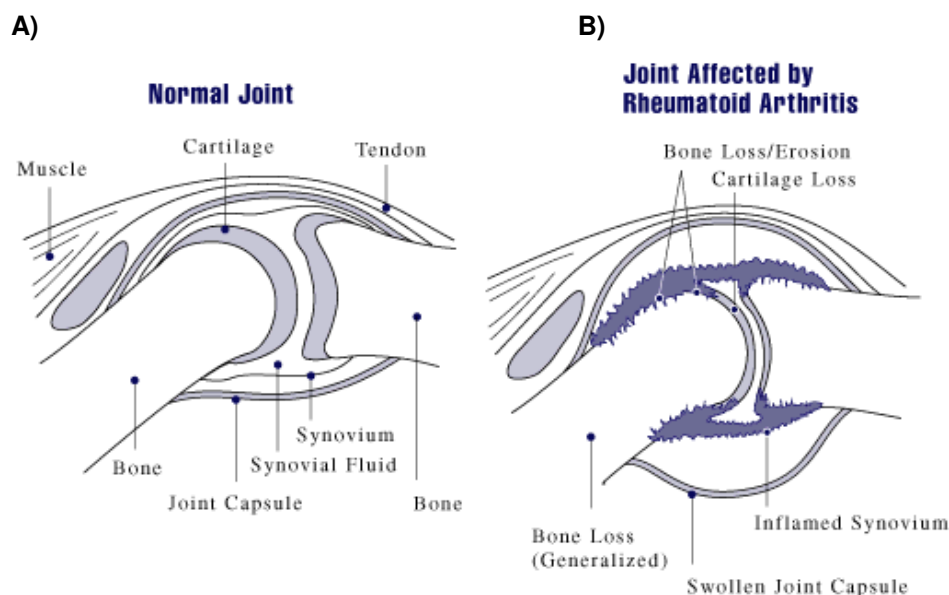 A)
Normal Joint
Muscle
Cartilage
Tendon
Synovium
Synovial Fluid
Bone
Joint Capsule
Bone
B)
Joint Affected by
Rheumatoid Arthritis
Bone Loss/Erosion
Cartilage Loss
Inflamed Synovium
Bone Loss
(Generalized)
Swollen Joint Capsule